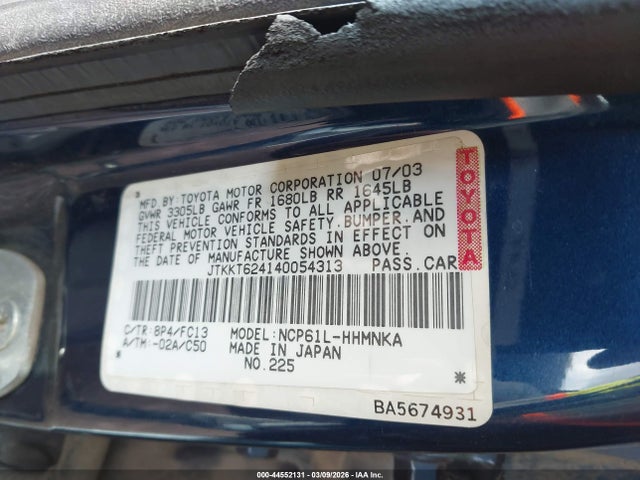 MFD.BY: TOYOTA MOTOR CORPORATION 07/03
GVWR 3305LB GAWR FR 1680LB RR 1645LB
THIS VEHICLE CONFORMS TO ALL APPLICABLE
FEDERAL MOTOR VEHICLE SAFETY,BUMPER,AND
THEFT PREVENTION STANDARDS IN EFFECT ON
THE DATE OF MANUFACTURE SHOWN ABOVE.
JTKKT624140054313 PASS.CAR
TOYOTA
C/TR: 8P4/FC13 MODEL:NCP61L-HHMNKA
A/TM: -02A/C50 MADE IN JAPAN
NO.225
*
BA5674931
000-44552131 - 03/09/2026 - © IAA Inc.